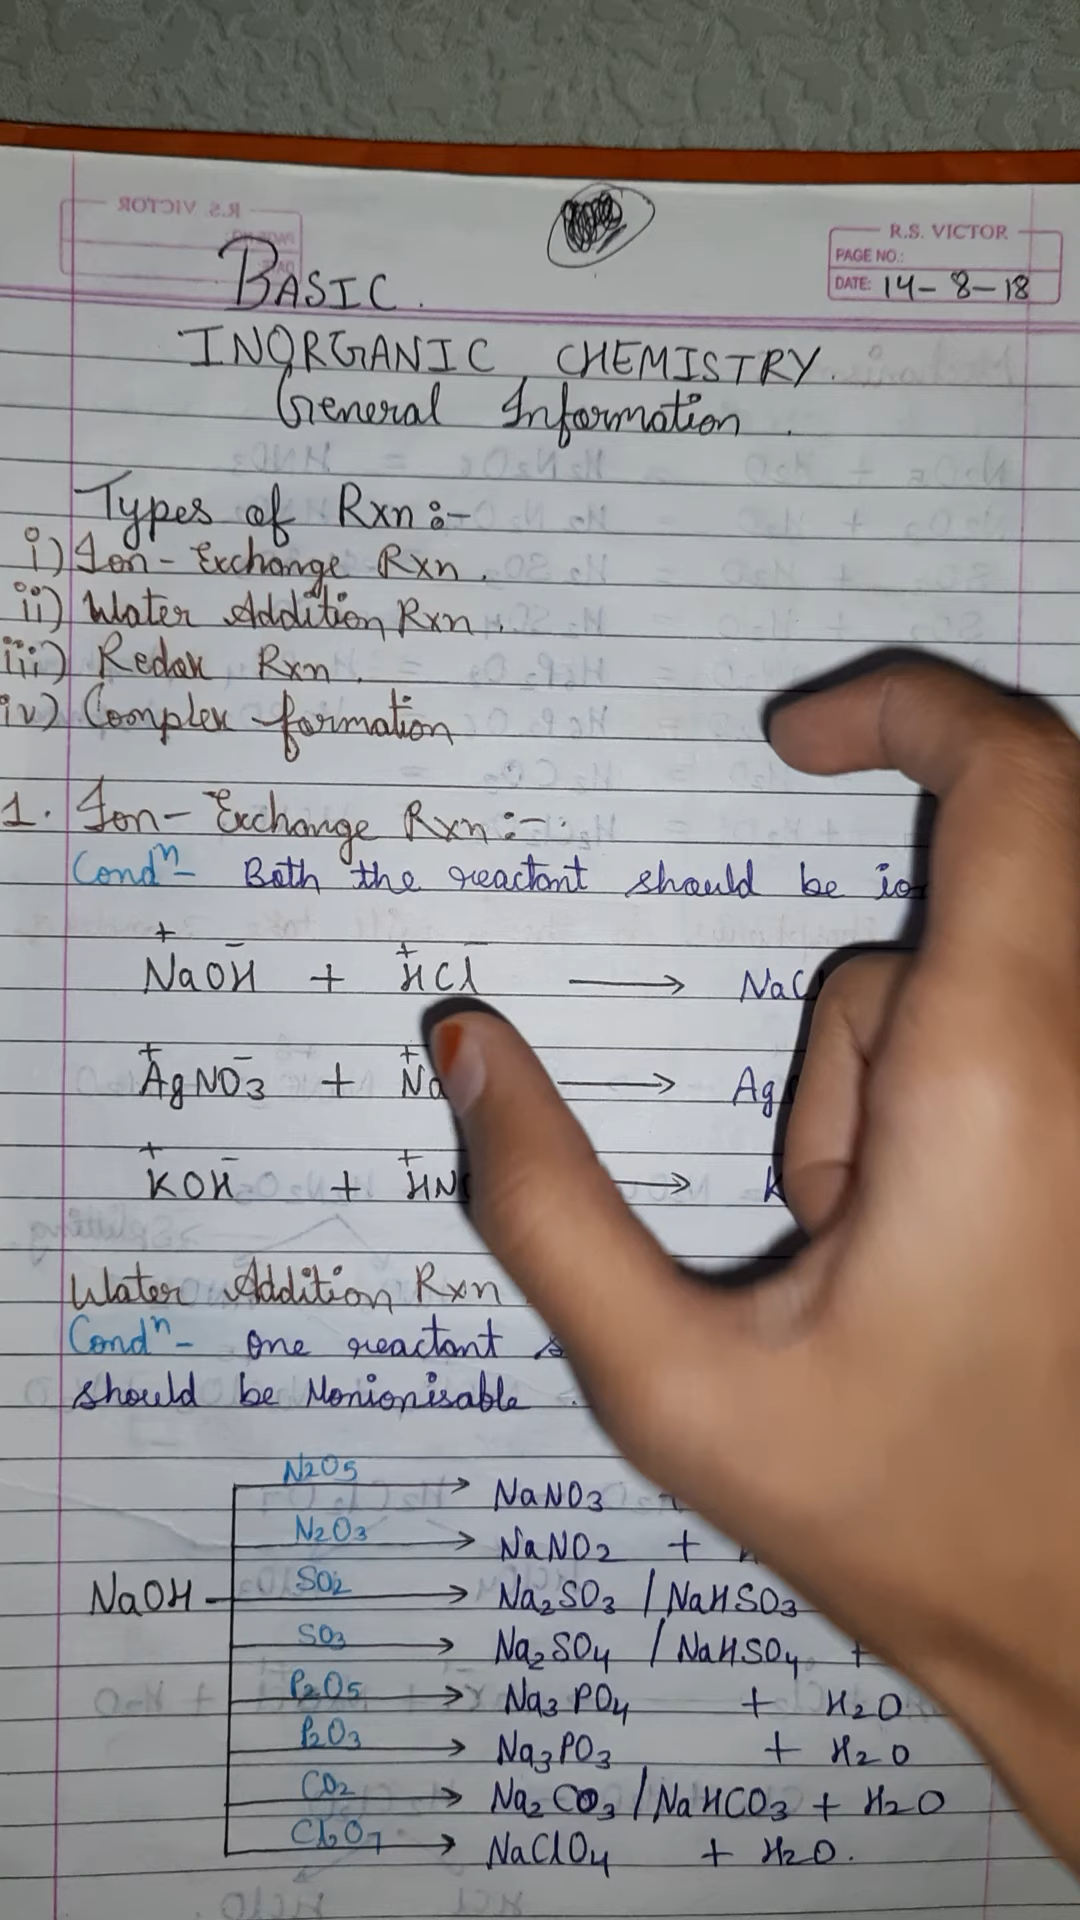 R.S. VICTOR
PAGE NO.:
DATE: 14-8-18
BASIC.
INORGANIC CHEMISTRY.
General Information.
Types of Rxn:-
i) Ion-Exchange Rxn.
ii) Water Addition Rxn.
iii) Redox Rxn.
iv) Complex formation
1. Ion-Exchange Rxn:-
Condⁿ- Both the reactant should be
NaOH + HCl ⟶ NaC
AgNO3 + Na ⟶ Ag
KOH + HN ⟶ K
Water Addition Rxn
Condⁿ- one reactant
should be Nonionisable.
N2O5 ⟶ NaNO3
N2O3 ⟶ NaNO2 +
NaOH SO2 ⟶ Na2SO3 / NaHSO3
SO3 ⟶ Na2SO4 / NaHSO4 +
P2O5 ⟶ Na3PO4 + H2O
P2O3 ⟶ Na3PO3 + H2O
CO2 ⟶ Na2CO3 / NaHCO3 + H2O
Cl2O7 ⟶ NaClO4 + H2O.